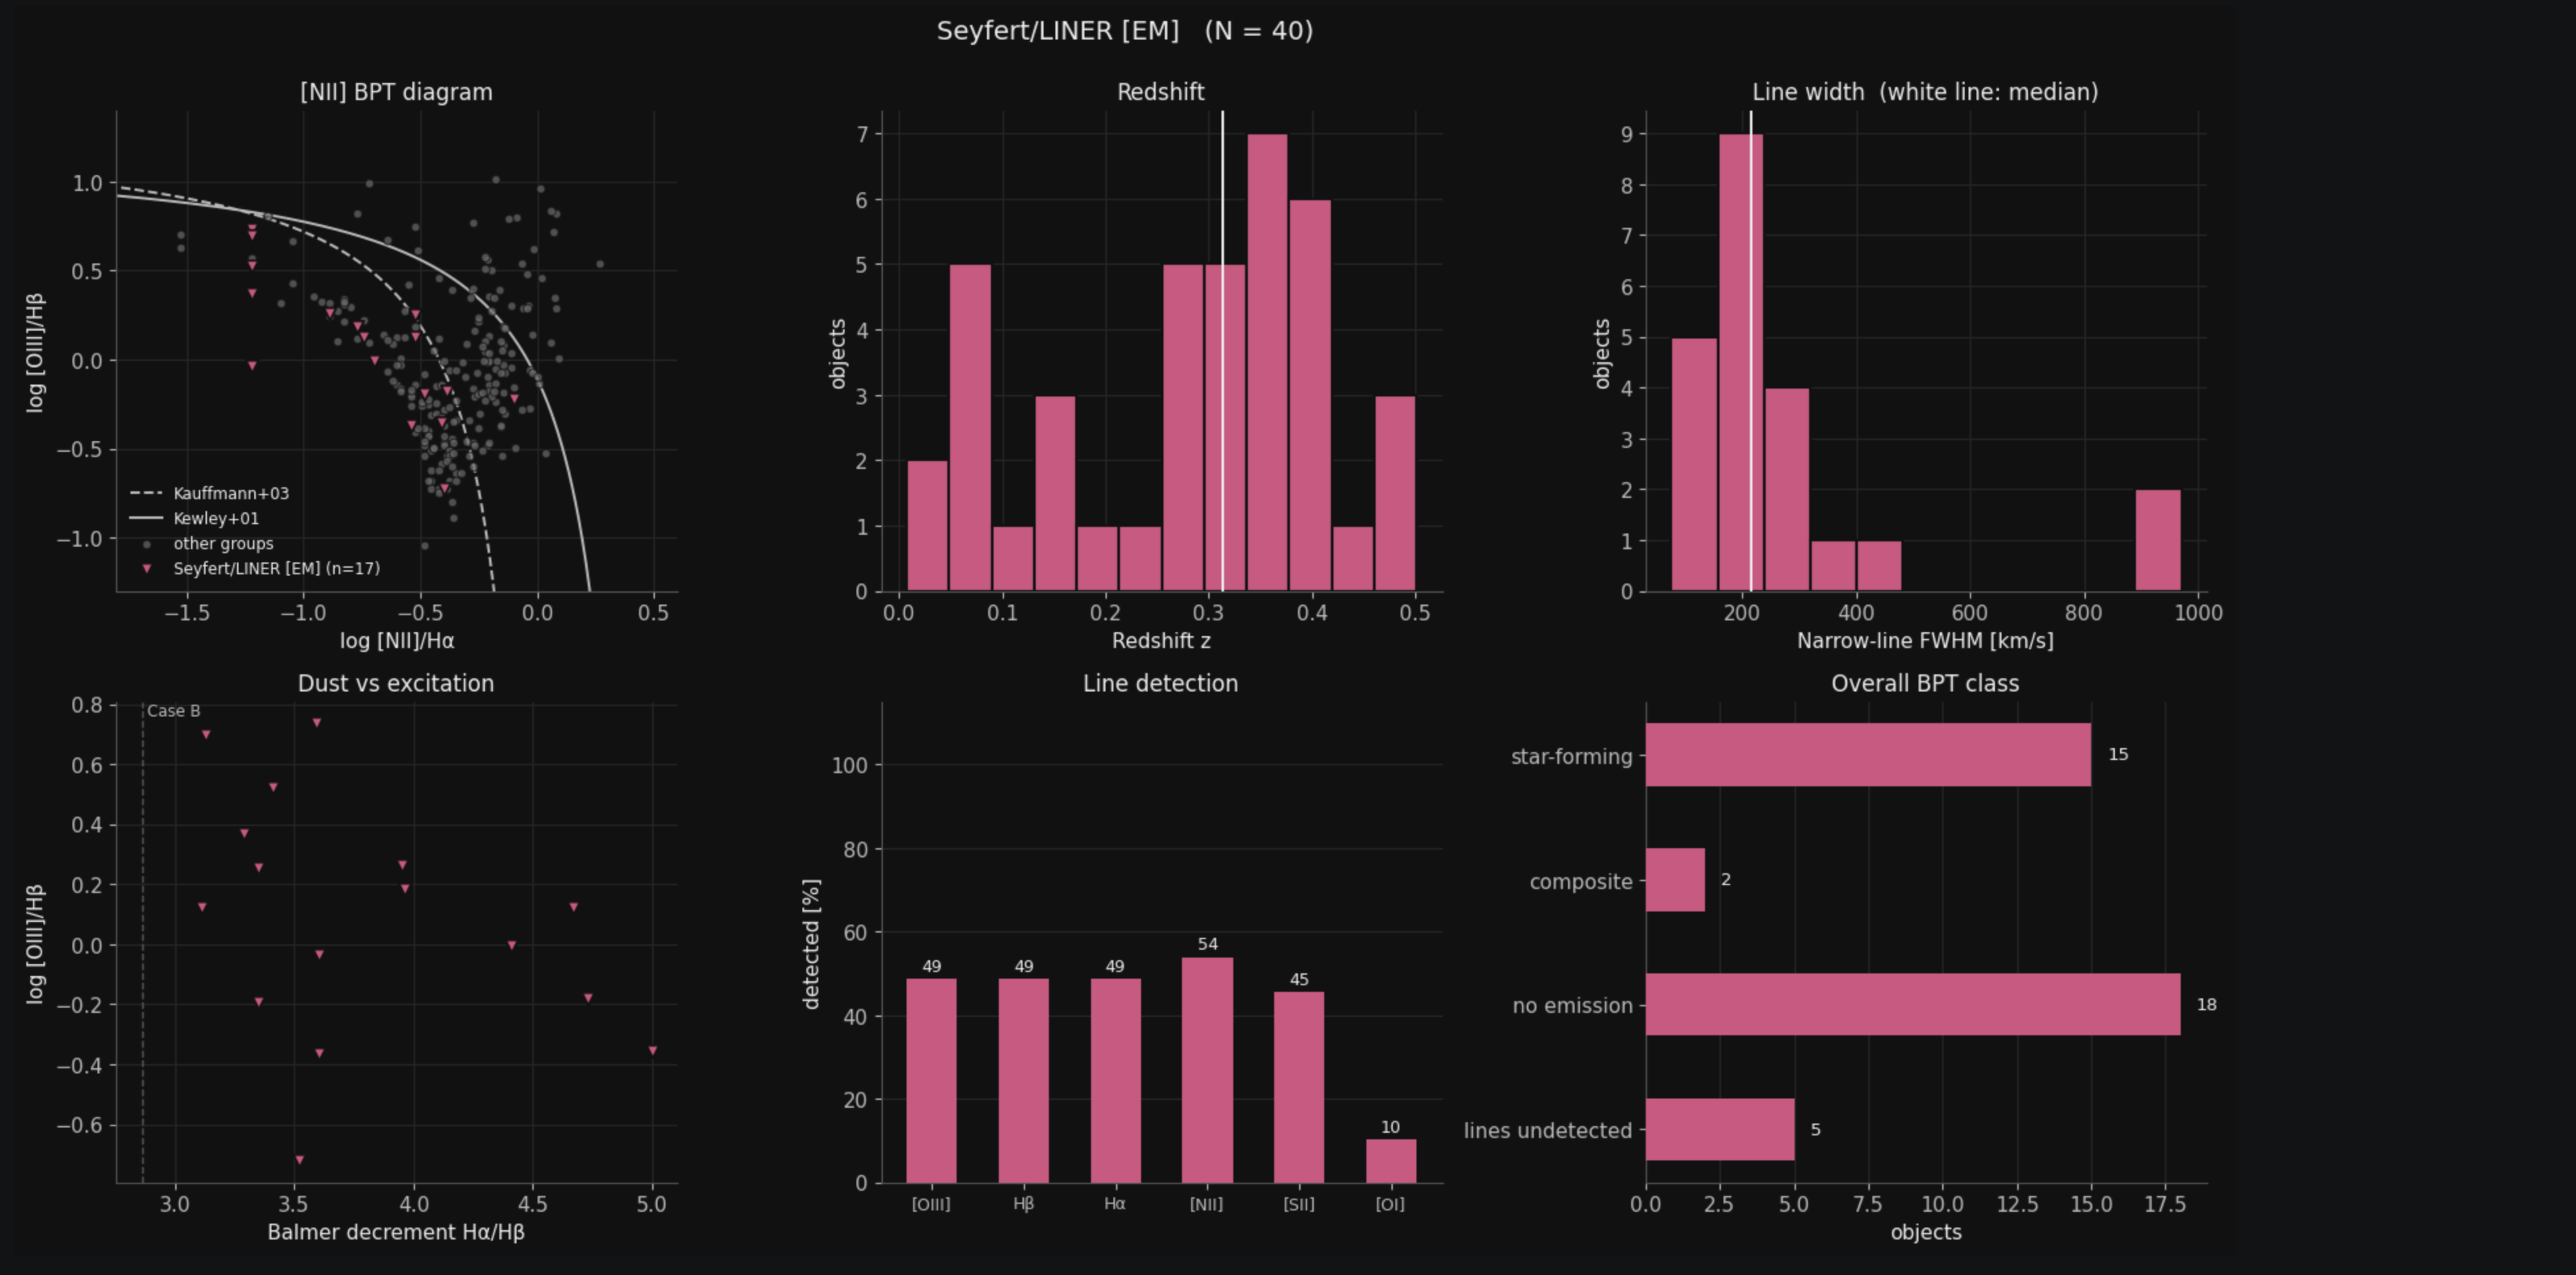 Seyfert/LINER [EM]   (N = 40)
[NII] BPT diagram
1.0
0.5
0.0
−0.5
−1.0
log [OIII]/Hβ
Kauffmann+03
Kewley+01
other groups
Seyfert/LINER [EM] (n=17)
−1.5
−1.0
−0.5
0.0
0.5
log [NII]/Hα
Redshift
7
6
5
4
3
2
1
0
objects
0.0
0.1
0.2
0.3
0.4
0.5
Redshift z
Line width  (white line: median)
9
8
7
6
5
4
3
2
1
0
objects
200
400
600
800
1000
Narrow-line FWHM [km/s]
Dust vs excitation
Case B
0.8
0.6
0.4
0.2
0.0
−0.2
−0.4
−0.6
log [OIII]/Hβ
3.0
3.5
4.0
4.5
5.0
Balmer decrement Hα/Hβ
Line detection
100
80
60
40
20
0
detected [%]
49
49
49
54
45
10
[OIII]
Hβ
Hα
[NII]
[SII]
[OI]
Overall BPT class
star-forming
15
composite
2
no emission
18
lines undetected
5
0.0
2.5
5.0
7.5
10.0
12.5
15.0
17.5
objects